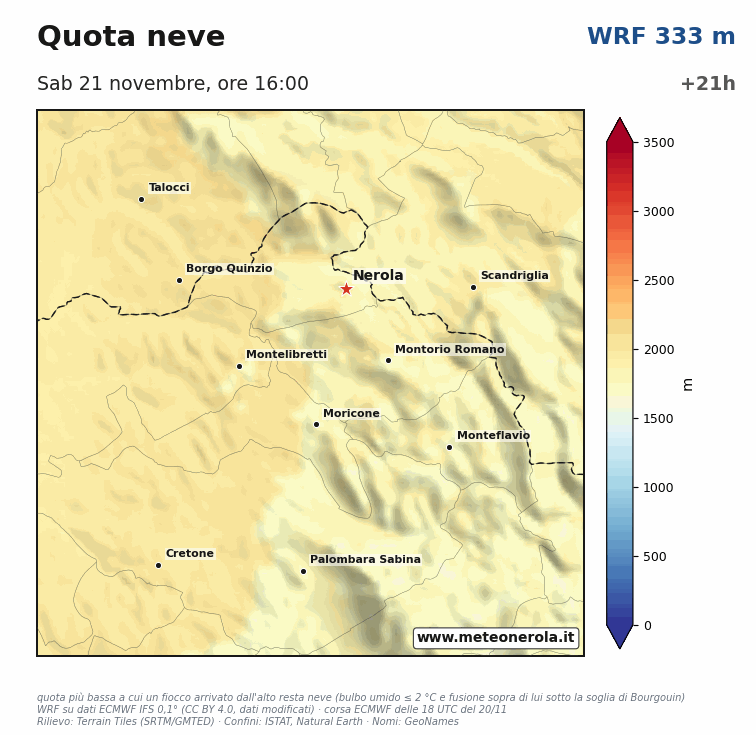 Quota neve
WRF 333 m
Sab 21 novembre, ore 16:00
+21h
Talocci
Borgo Quinzio
Nerola
Scandriglia
Montelibretti
Montorio Romano
Moricone
Monteflavio
Cretone
Palombara Sabina
www.meteonerola.it
3500
3000
2500
2000
1500
1000
500
0
m
quota più bassa a cui un fiocco arrivato dall'alto resta neve (bulbo umido ≤ 2 °C e fusione sopra di lui sotto la soglia di Bourgouin)
WRF su dati ECMWF IFS 0,1° (CC BY 4.0, dati modificati) · corsa ECMWF delle 18 UTC del 20/11
Rilievo: Terrain Tiles (SRTM/GMTED) · Confini: ISTAT, Natural Earth · Nomi: GeoNames